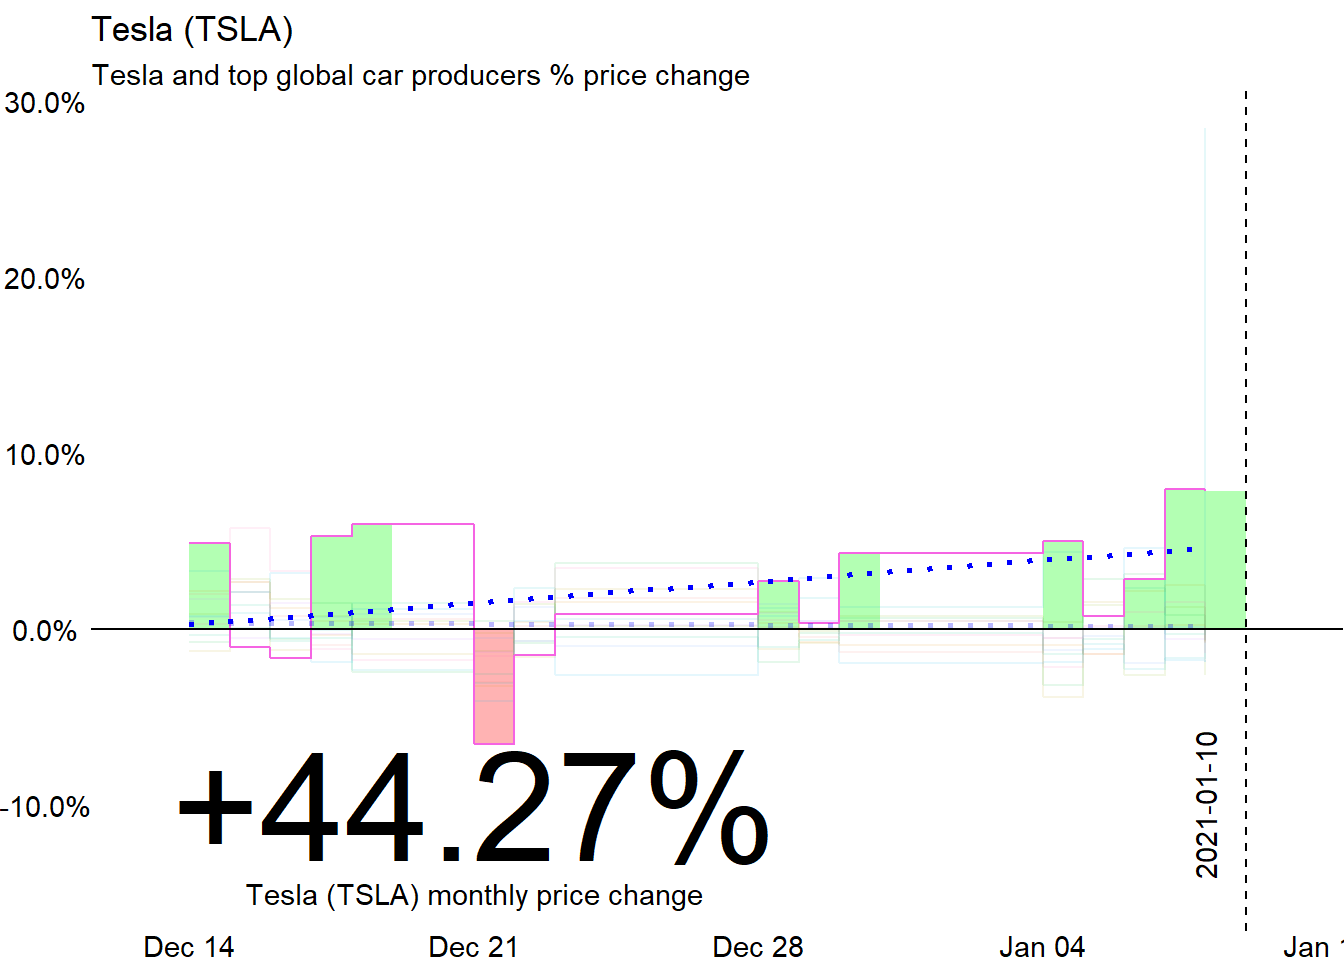 Tesla (TSLA)
Tesla and top global car producers % price change
30.0%
20.0%
10.0%
0.0%
-10.0%
+44.27%
Tesla (TSLA) monthly price change
2021-01-10
Dec 14
Dec 21
Dec 28
Jan 04
Jan